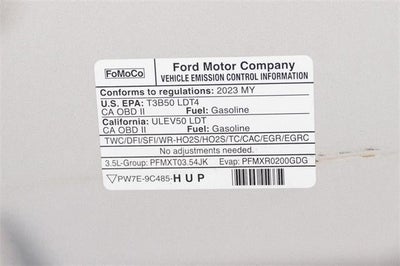 FoMoCo
Ford Motor Company
VEHICLE EMISSION CONTROL INFORMATION
Conforms to regulations: 2023 MY
U.S. EPA: T3B50 LDT4
CA OBD II Fuel: Gasoline
California: ULEV50 LDT
CA OBD II Fuel: Gasoline
TWC/DFI/SFI/WR-HO2S/HO2S/TC/CAC/EGR/EGRC
No adjustments needed.
3.5L-Group: PFMXT03.54JK Evap: PFMXR0200GDG
PW7E-9C485-HUP